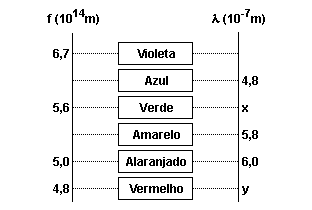 f (10¹⁴m) λ (10⁻⁷m)
6,7 Violeta
Azul 4,8
5,6 Verde x
Amarelo 5,8
5,0 Alaranjado 6,0
4,8 Vermelho y